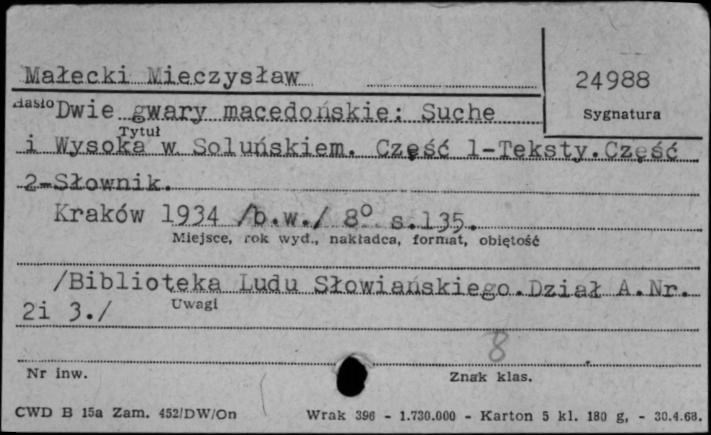 Małecki Mieczysław
24988
Hasło Dwie gwary macedońskie: Suche
Sygnatura
Tytuł
i Wysoka w Soluńskiem. Część 1-Teksty.Część
2-Słownik.
Kraków 1934 /b.w./ 8° s.135.
Miejsce, rok wyd., nakładca, format, objętość
/Biblioteka Ludu Słowiańskiego.Dział A.Nr.
2i 3./
Uwagi
8
Nr inw.
Znak klas.
CWD B 15a Zam. 452/DW/On Wrak 396 - 1.730.000 - Karton 5 kl. 180 g, - 30.4.68.